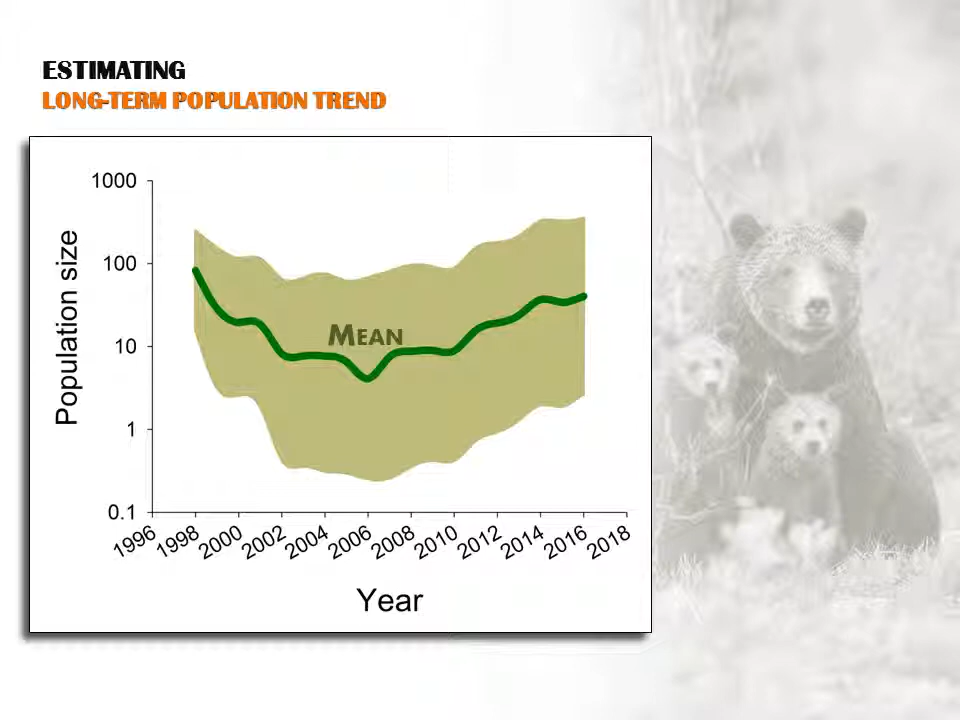 ESTIMATING
LONG-TERM POPULATION TREND
1000
100
10
1
0.1
Population size
MEAN
1996 1998 2000 2002 2004 2006 2008 2010 2012 2014 2016 2018
Year